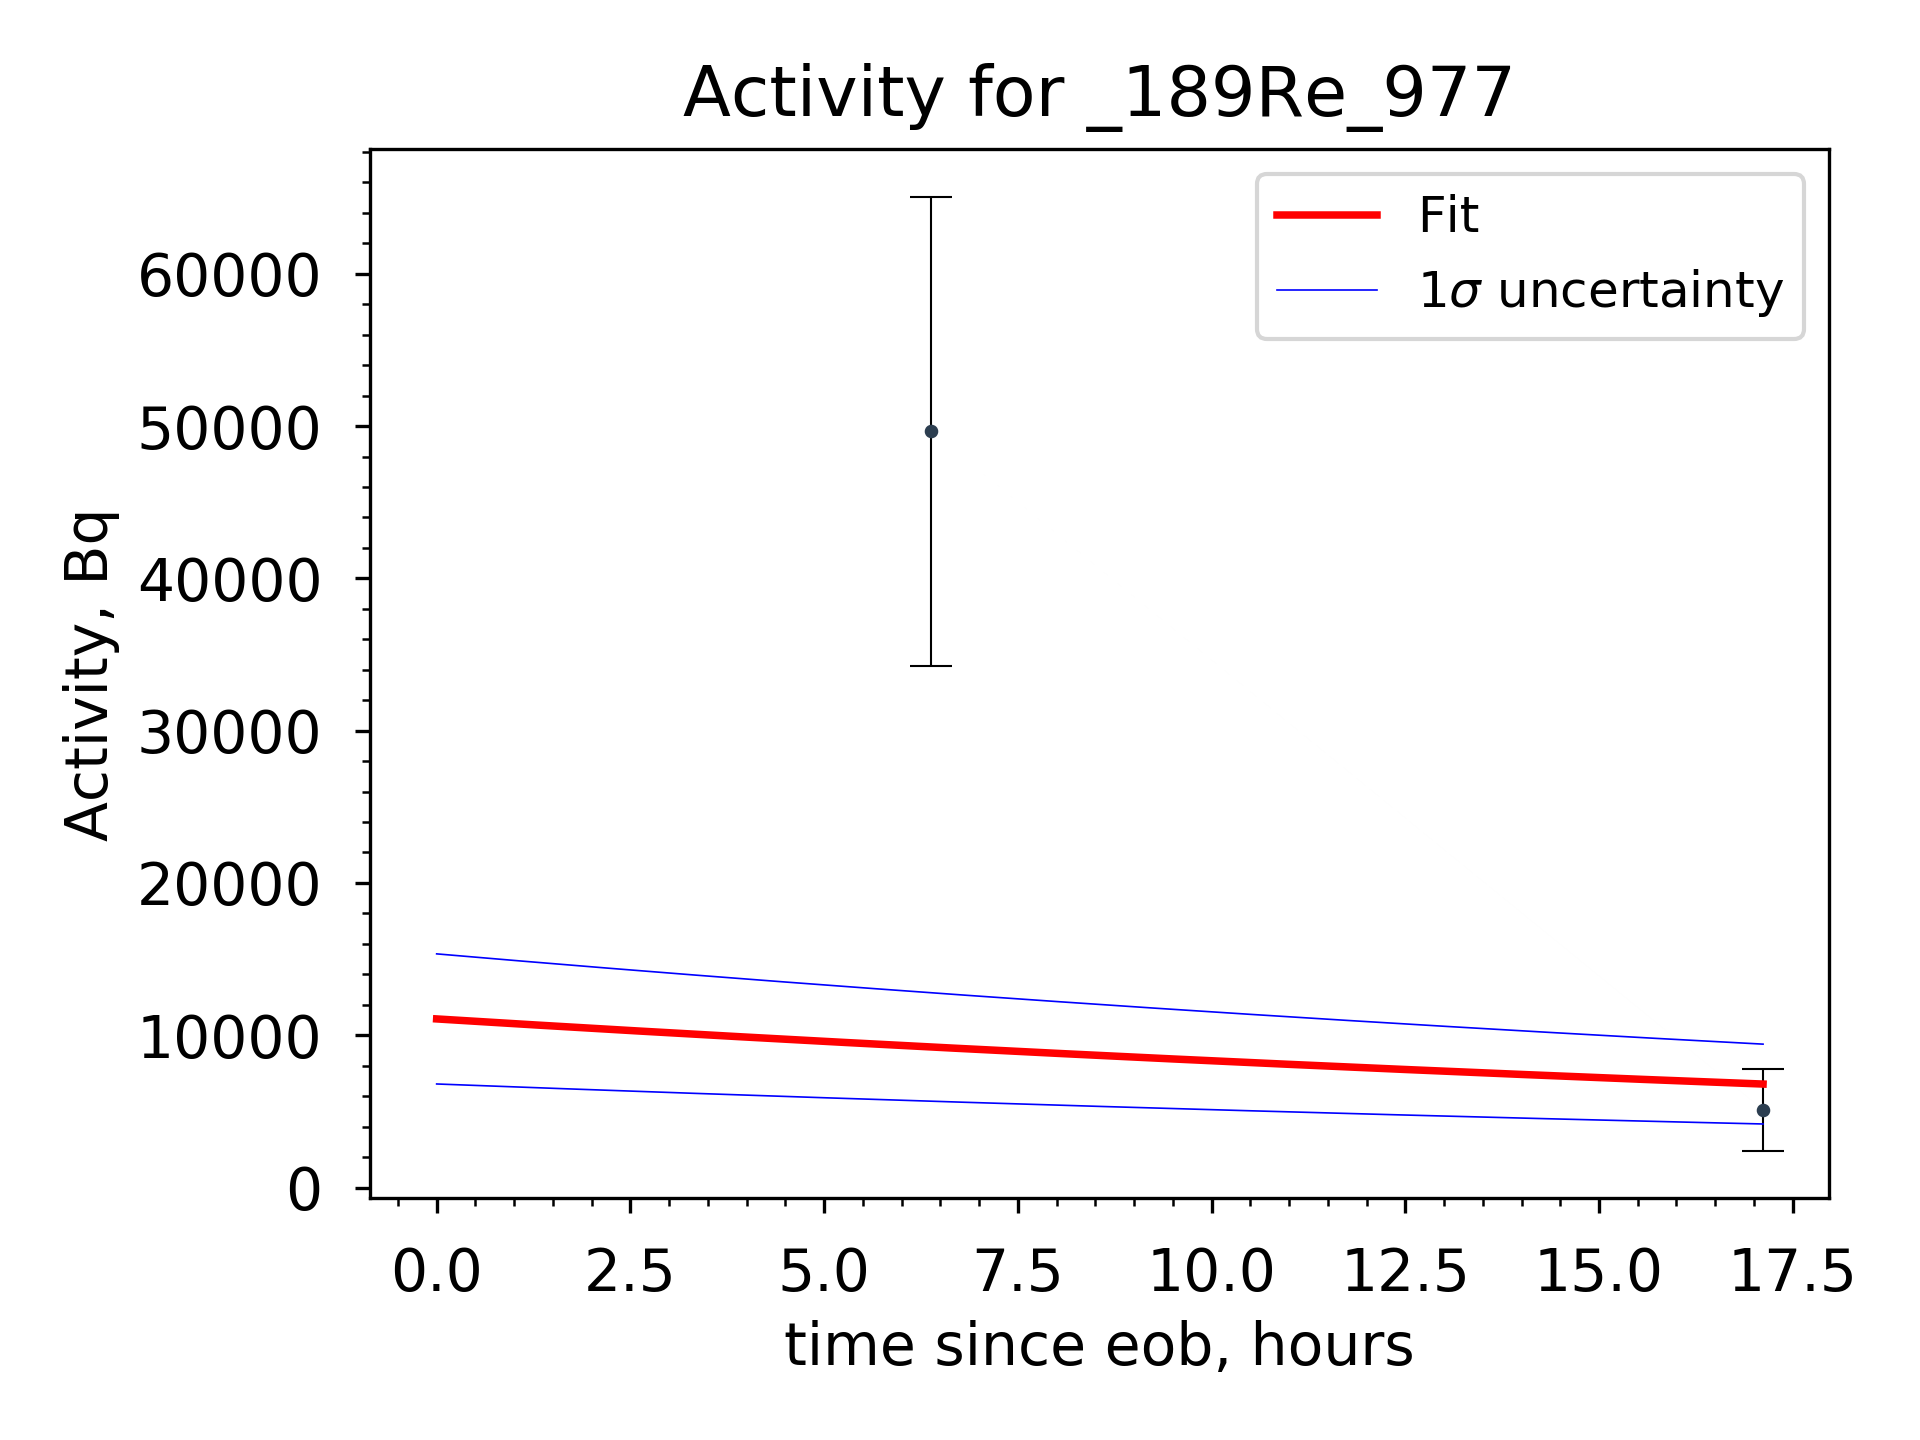 Activity for _189Re_977
Fit
1σ uncertainty
Activity, Bq
60000
50000
40000
30000
20000
10000
0
0.0 2.5 5.0 7.5 10.0 12.5 15.0 17.5
time since eob, hours